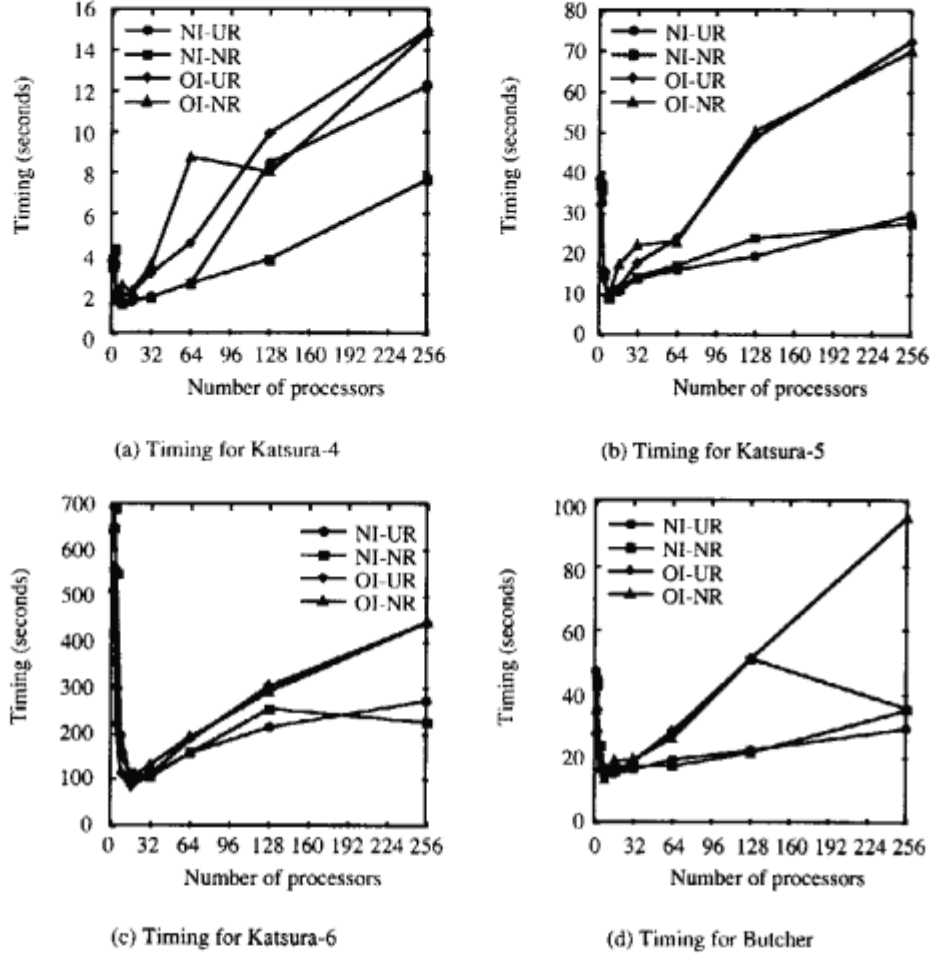 16
14
12
10
8
6
4
2
0
Timing (seconds)
NI-UR
NI-NR
OI-UR
OI-NR
0 32 64 96 128 160 192 224 256
Number of processors
(a) Timing for Katsura-4
80
70
60
50
40
30
20
10
0
Timing (seconds)
NI-UR
NI-NR
OI-UR
OI-NR
0 32 64 96 128 160 192 224 256
Number of processors
(b) Timing for Katsura-5
700
600
500
400
300
200
100
0
Timing (seconds)
NI-UR
NI-NR
OI-UR
OI-NR
0 32 64 96 128 160 192 224 256
Number of processors
(c) Timing for Katsura-6
100
80
60
40
20
0
Timing (seconds)
NI-UR
NI-NR
OI-UR
OI-NR
0 32 64 96 128 160 192 224 256
Number of processors
(d) Timing for Butcher